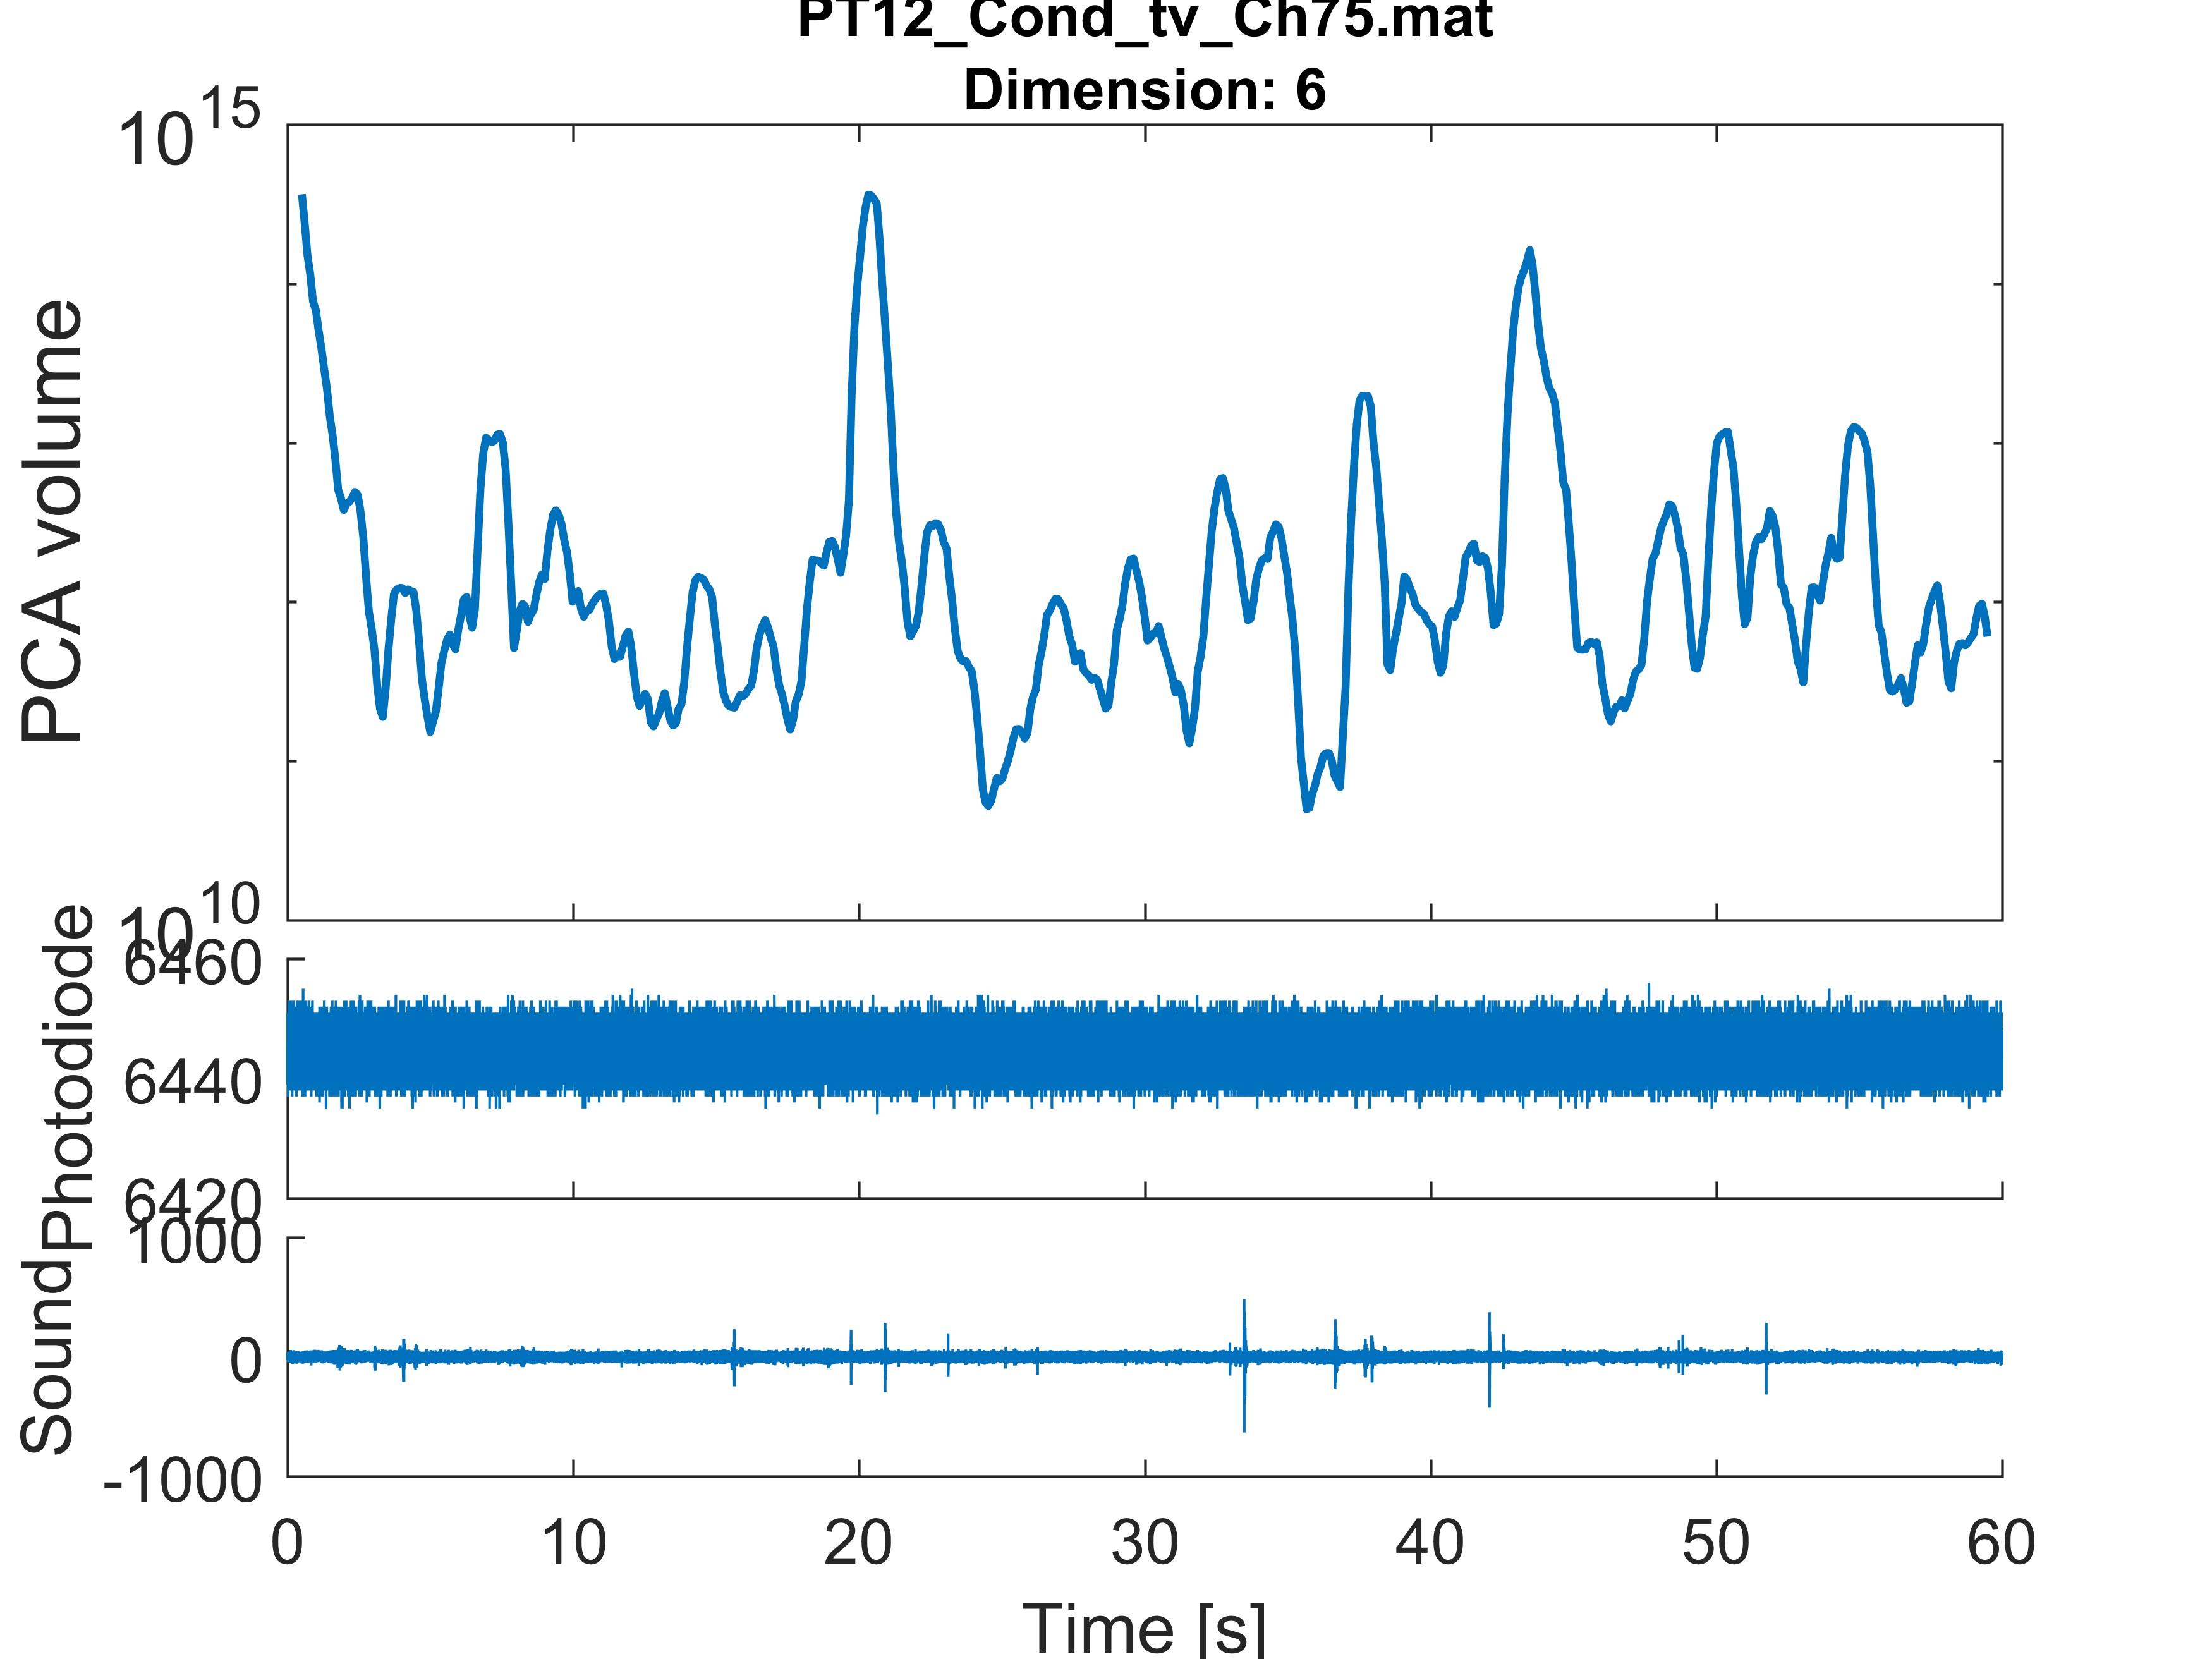 PT12_Cond_tv_Ch75.mat
Dimension: 6
10^15
PCA volume
10^10
6460
Photodiode
6440
6420
1000
Sound
0
-1000
0 10 20 30 40 50 60
Time [s]